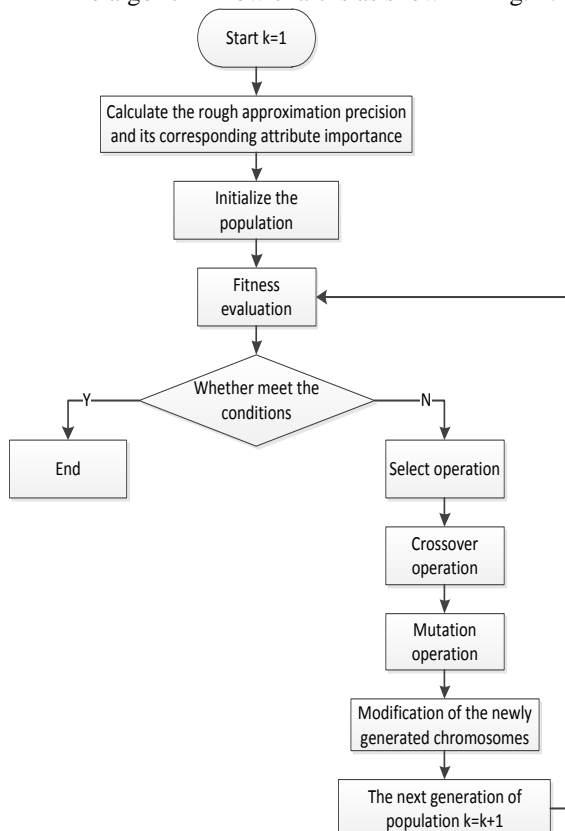 Start k=1
Calculate the rough approximation precision
and its corresponding attribute importance
Initialize the
population
Fitness
evaluation
Whether meet the
conditions
Y
N
End
Select operation
Crossover
operation
Mutation
operation
Modification of the newly
generated chromosomes
The next generation of
population k=k+1